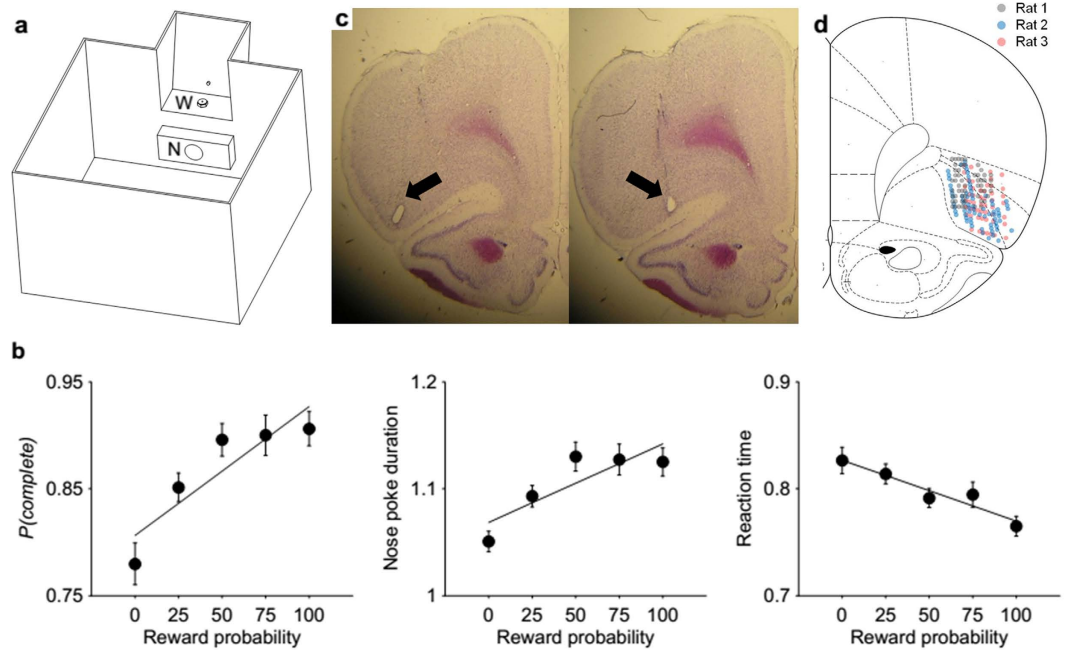 a
W
N
c
d
Rat 1
Rat 2
Rat 3
b
0.95
0.85
0.75
P(complete)
0 25 50 75 100
Reward probability
1.2
1.1
1
Nose poke duration
0 25 50 75 100
Reward probability
0.9
0.8
0.7
Reaction time
0 25 50 75 100
Reward probability